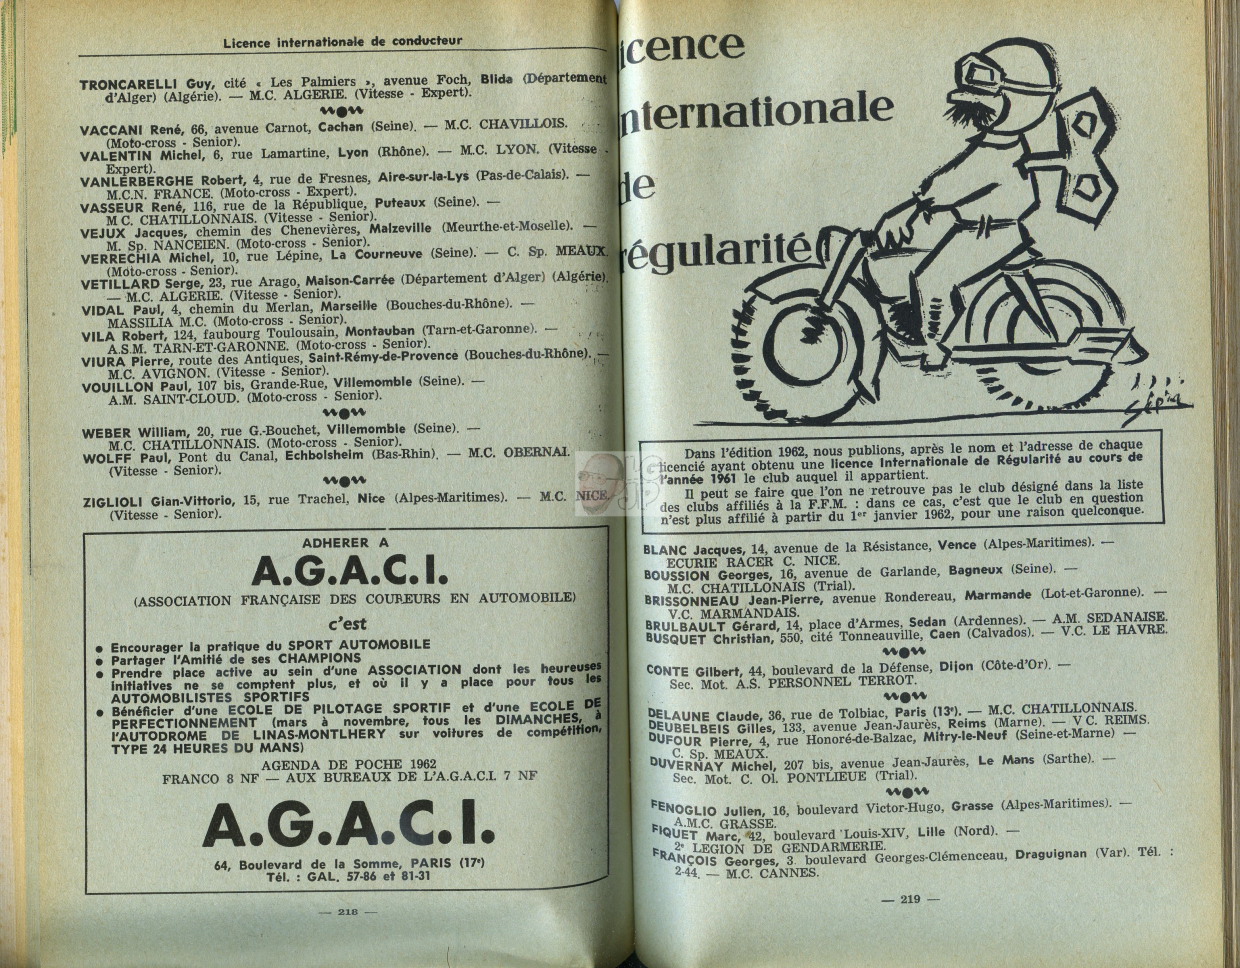 Licence internationale de conducteur
TRONCARELLI Guy, cité « Les Palmiers », avenue Foch, Blida (Département
d'Alger) (Algérie). — M.C. ALGERIE. (Vitesse - Expert).
VACCANI René, 66, avenue Carnot, Cachan (Seine). — M.C. CHAVILLOIS.
(Moto-cross - Senior).
VALENTIN Michel, 6, rue Lamartine, Lyon (Rhône). — M.C. LYON. (Vitesse -
Expert).
VANLERBERGHE Robert, 4, rue de Fresnes, Aire-sur-la-Lys (Pas-de-Calais). —
M.C.N. FRANCE. (Moto-cross - Expert).
VASSEUR René, 116, rue de la République, Puteaux (Seine). —
M C. CHATILLONNAIS. (Vitesse - Senior).
VEJUX Jacques, chemin des Chenevières, Malzeville (Meurthe-et-Moselle). —
M. Sp. NANCEIEN. (Moto-cross - Senior).
VERRECHIA Michel, 10, rue Lépine, La Courneuve (Seine). — C. Sp. MEAUX.
(Moto-cross - Senior).
VETILLARD Serge, 23, rue Arago, Maison-Carrée (Département d'Alger) (Algérie).
— M.C. ALGERIE. (Vitesse - Senior).
VIDAL Paul, 4, chemin du Merlan, Marseille (Bouches-du-Rhône). —
MASSILIA M.C. (Moto-cross - Senior).
VILA Robert, 124, faubourg Toulousain, Montauban (Tarn-et-Garonne). —
A.S.M. TARN-ET-GARONNE. (Moto-cross - Senior).
VIURA Pierre, route des Antiques, Saint-Rémy-de-Provence (Bouches-du-Rhône). —
M.C. AVIGNON. (Vitesse - Senior).
VOUILLON Paul, 107 bis, Grande-Rue, Villemomble (Seine). —
A.M. SAINT-CLOUD. (Moto-cross - Senior).
WEBER William, 20, rue G.-Bouchet, Villemomble (Seine). —
M.C. CHATILLONNAIS. (Moto-cross - Senior).
WOLFF Paul, Pont du Canal, Echbolsheim (Bas-Rhin). — M.C. OBERNAI.
(Vitesse - Senior).
ZIGLIOLI Gian-Vittorio, 15, rue Trachel, Nice (Alpes-Maritimes). — M.C. NICE.
(Vitesse - Senior).
ADHERER A
A.G.A.C.I.
(ASSOCIATION FRANÇAISE DES COUREURS EN AUTOMOBILE)
c'est
● Encourager la pratique du SPORT AUTOMOBILE
● Partager l'Amitié de ses CHAMPIONS
● Prendre place active au sein d'une ASSOCIATION dont les heureuses
initiatives ne se comptent plus, et où il y a place pour tous les
AUTOMOBILISTES SPORTIFS
● Bénéficier d'une ECOLE DE PILOTAGE SPORTIF et d'une ECOLE DE
PERFECTIONNEMENT (mars à novembre, tous les DIMANCHES, à
l'AUTODROME DE LINAS-MONTLHERY sur voitures de compétition,
TYPE 24 HEURES DU MANS)
AGENDA DE POCHE 1962
FRANCO 8 NF — AUX BUREAUX DE L'A.G.A.C.I. 7 NF
A.G.A.C.I.
64, Boulevard de la Somme, PARIS (17e)
Tél. : GAL. 57-86 et 81-31
— 218 —
licence
internationale
de
régularité
Sépia
Dans l'édition 1962, nous publions, après le nom et l'adresse de chaque
licencié ayant obtenu une licence Internationale de Régularité au cours de
l'année 1961 le club auquel il appartient.
Il peut se faire que l'on ne retrouve pas le club désigné dans la liste
des clubs affiliés à la F.F.M. : dans ce cas, c'est que le club en question
n'est plus affilié à partir du 1er janvier 1962, pour une raison quelconque.
BLANC Jacques, 14, avenue de la Résistance, Vence (Alpes-Maritimes). —
ECURIE RACER C. NICE.
BOUSSION Georges, 16, avenue de Garlande, Bagneux (Seine). —
M.C. CHATILLONAIS (Trial).
BRISSONNEAU Jean-Pierre, avenue Rondereau, Marmande (Lot-et-Garonne). —
V.C. MARMANDAIS.
BRULBAULT Gérard, 14, place d'Armes, Sedan (Ardennes). — A.M. SEDANAISE.
BUSQUET Christian, 550, cité Tonneauville, Caen (Calvados). — V.C. LE HAVRE.
CONTE Gilbert, 44, boulevard de la Défense, Dijon (Côte-d'Or). —
Sec. Mot. A.S. PERSONNEL TERROT.
DELAUNE Claude, 36, rue de Tolbiac, Paris (13e). — M.C. CHATILLONNAIS.
DEUBELBEIS Gilles, 133, avenue Jean-Jaurès, Reims (Marne). — V C. REIMS.
DUFOUR Pierre, 4, rue Honoré-de-Balzac, Mitry-le-Neuf (Seine-et-Marne) —
C. Sp. MEAUX.
DUVERNAY Michel, 207 bis, avenue Jean-Jaurès, Le Mans (Sarthe). —
Sec. Mot. C. Ol. PONTLIEUE (Trial).
FENOGLIO Julien, 16, boulevard Victor-Hugo, Grasse (Alpes-Maritimes). —
A.M.C. GRASSE.
FIQUET Marc, 42, boulevard Louis-XIV, Lille (Nord). —
2e LEGION DE GENDARMERIE.
FRANÇOIS Georges, 3 boulevard Georges-Clémenceau, Draguignan (Var). Tél. :
2-44. — M.C. CANNES.
— 219 —